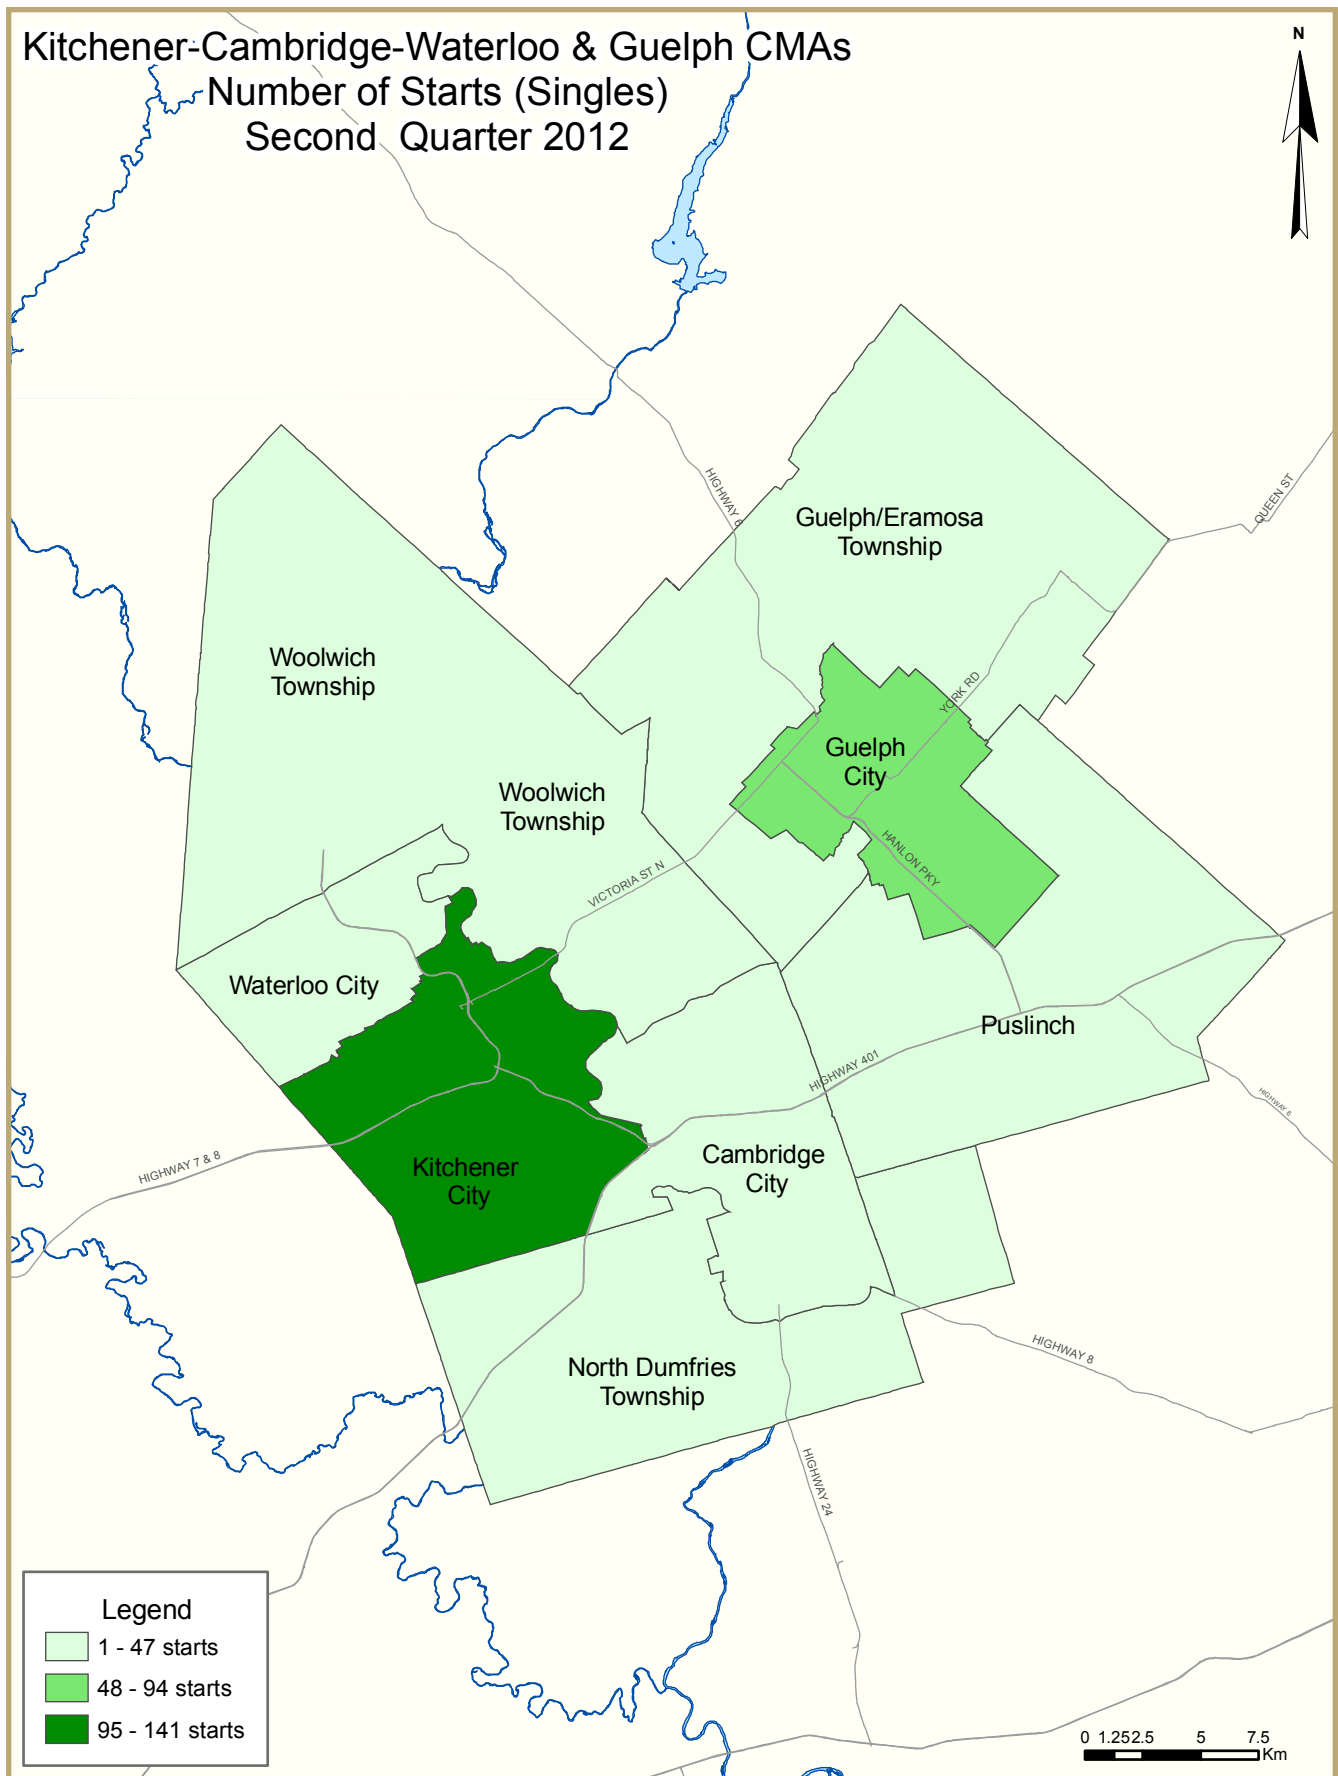 Kitchener-Cambridge-Waterloo & Guelph CMAs
Number of Starts (Singles)
Second Quarter 2012
N
HIGHWAY 6
QUEEN ST
Guelph/Eramosa
Township
Woolwich
Township
YORK RD
Guelph
City
Woolwich
Township
HANLON PKY
VICTORIA ST N
Waterloo City
Puslinch
HIGHWAY 401
HIGHWAY 6
Cambridge
City
Kitchener
City
HIGHWAY 7 & 8
HIGHWAY 8
North Dumfries
Township
HIGHWAY 24
Legend
1 - 47 starts
48 - 94 starts
95 - 141 starts
0 1.25 2.5 5 7.5
Km